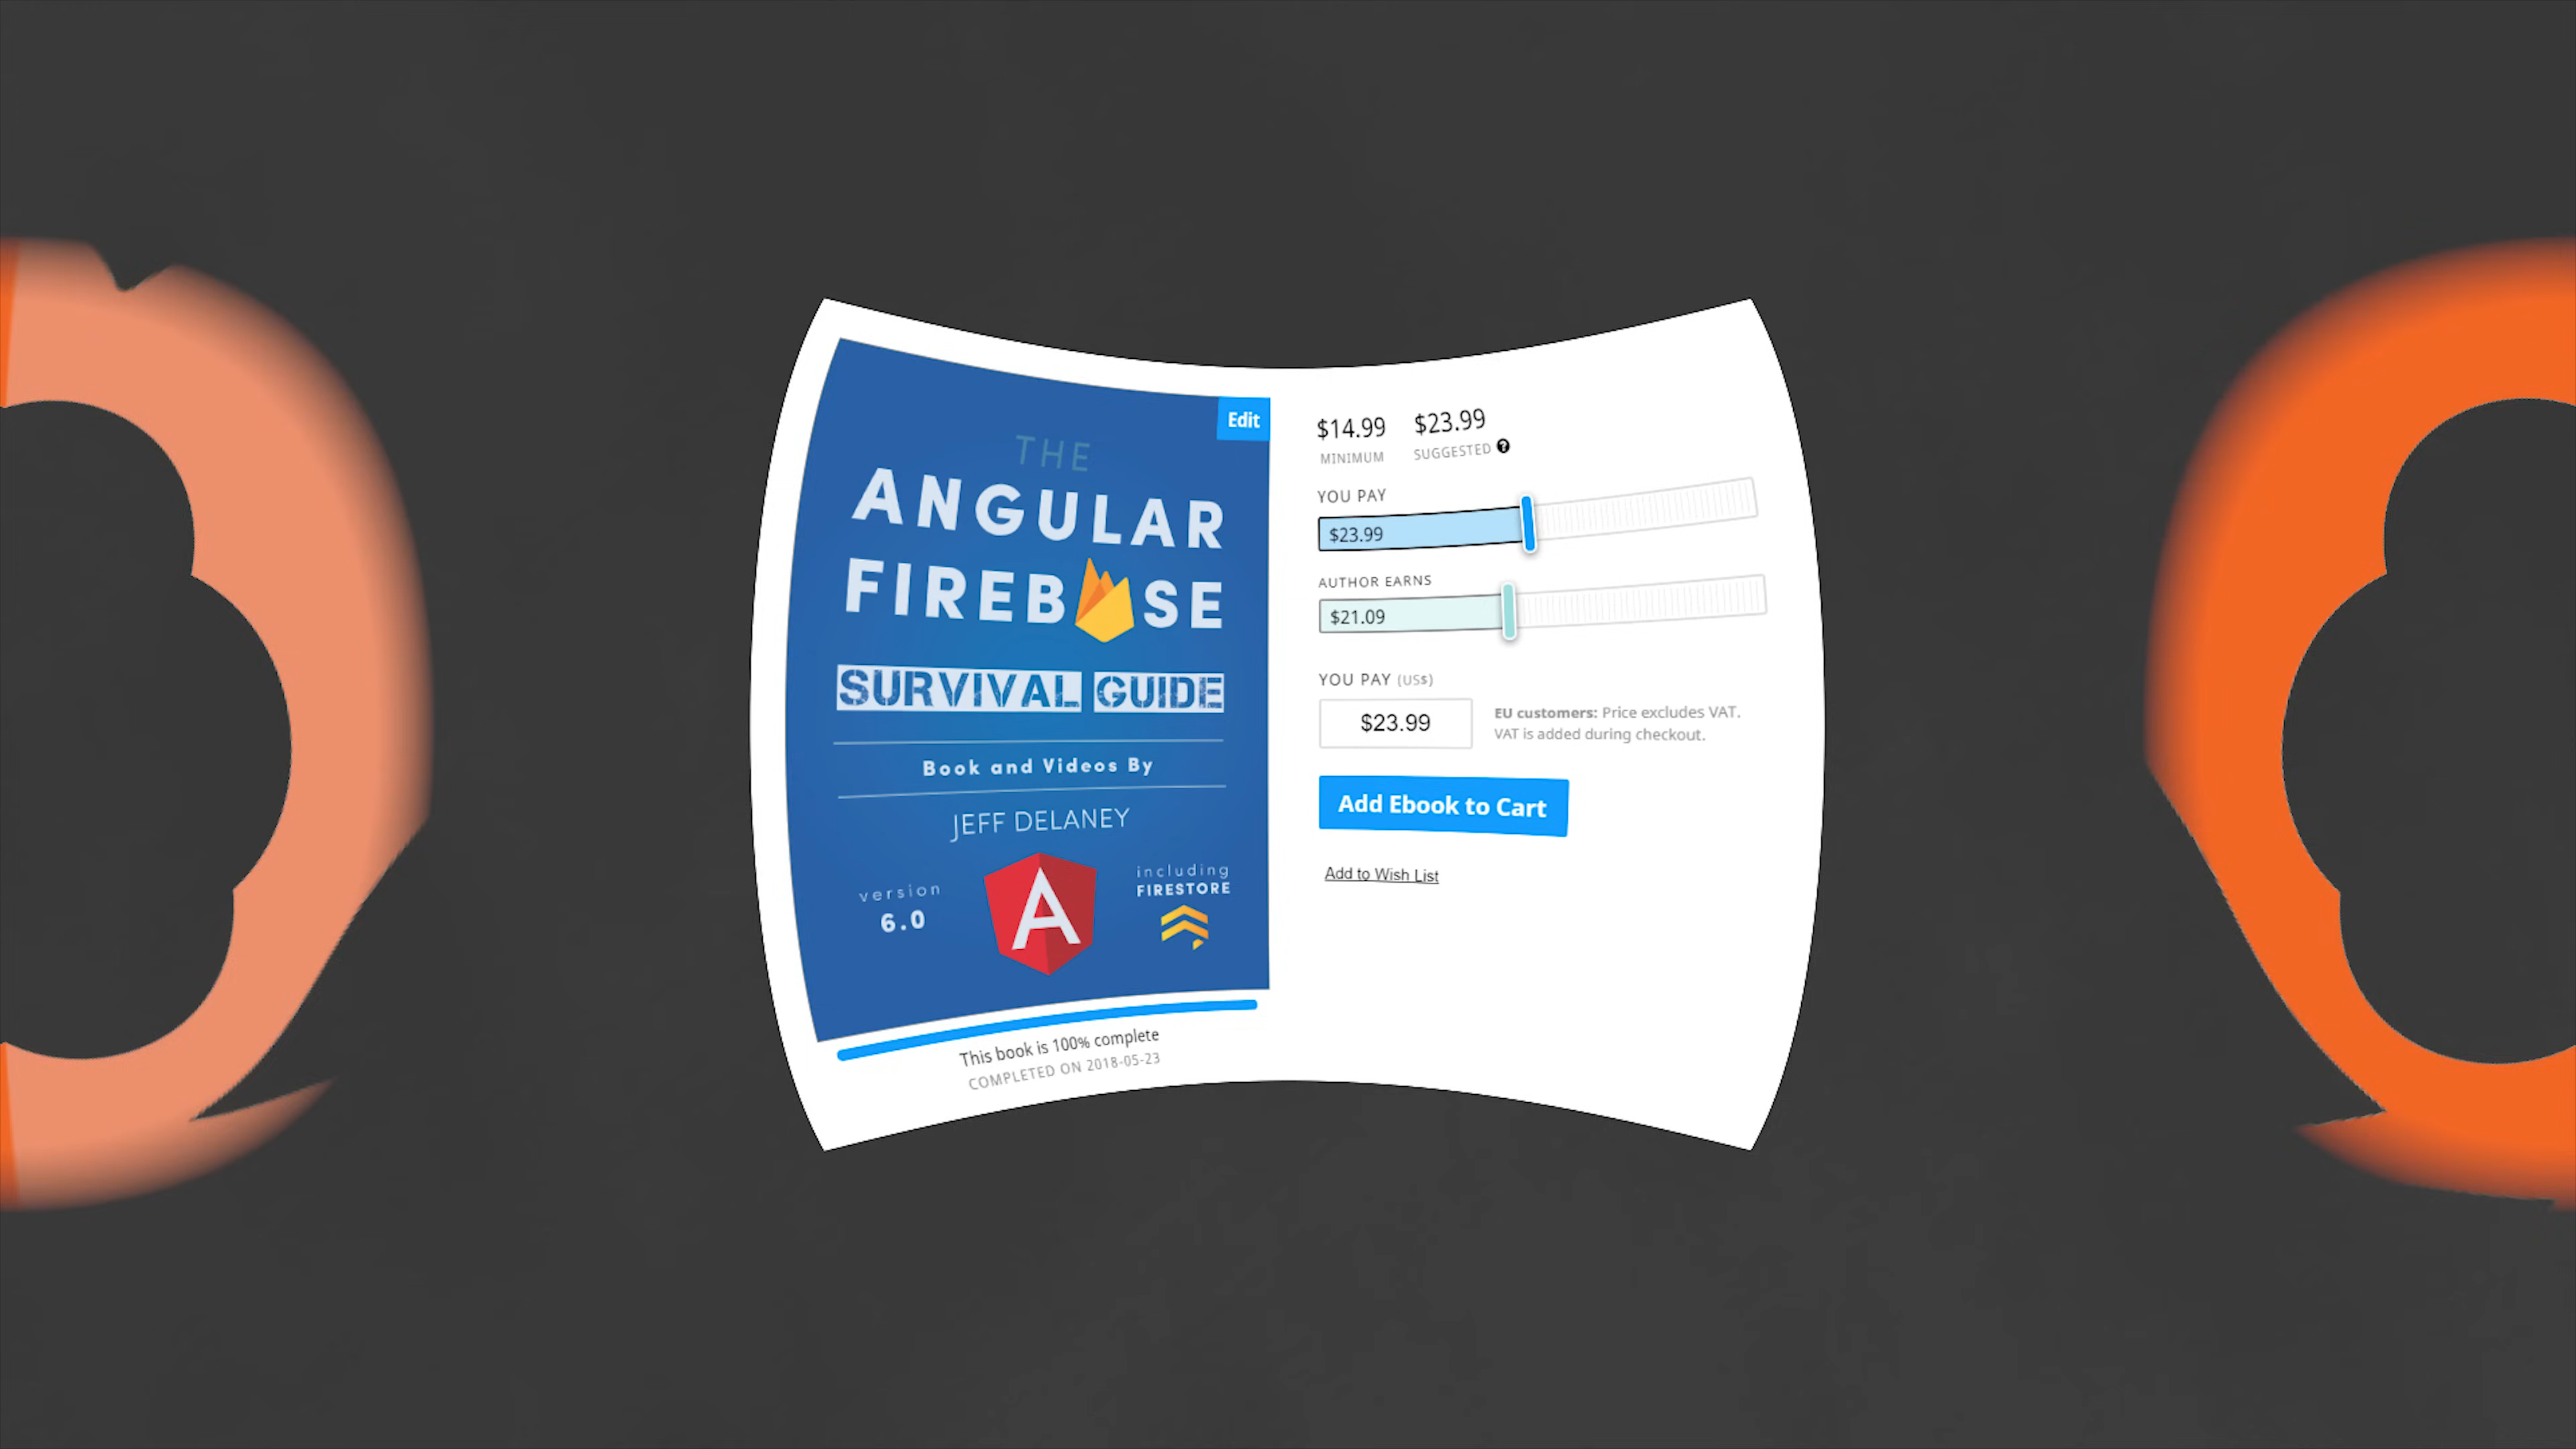 THE
ANGULAR
FIREBASE
SURVIVAL GUIDE
Book and Videos By
JEFF DELANEY
version
6.0
including
FIRESTORE
Edit
This book is 100% complete
COMPLETED ON 2018-05-23
$14.99 $23.99
MINIMUM SUGGESTED ?
YOU PAY
$23.99
AUTHOR EARNS
$21.09
YOU PAY (US$)
$23.99
EU customers: Price excludes VAT.
VAT is added during checkout.
Add Ebook to Cart
Add to Wish List